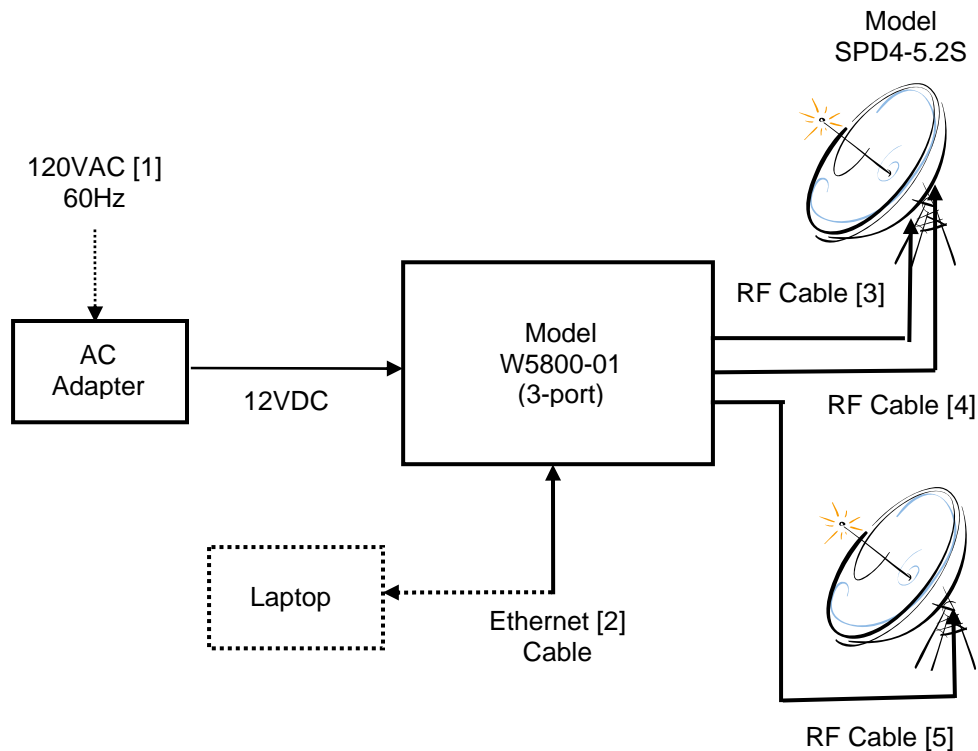 Model
SPD4-5.2S
120VAC [1]
60Hz
RF Cable [3]
AC
Adapter
12VDC
Model
W5800-01
(3-port)
RF Cable [4]
Laptop
Ethernet [2]
Cable
RF Cable [5]